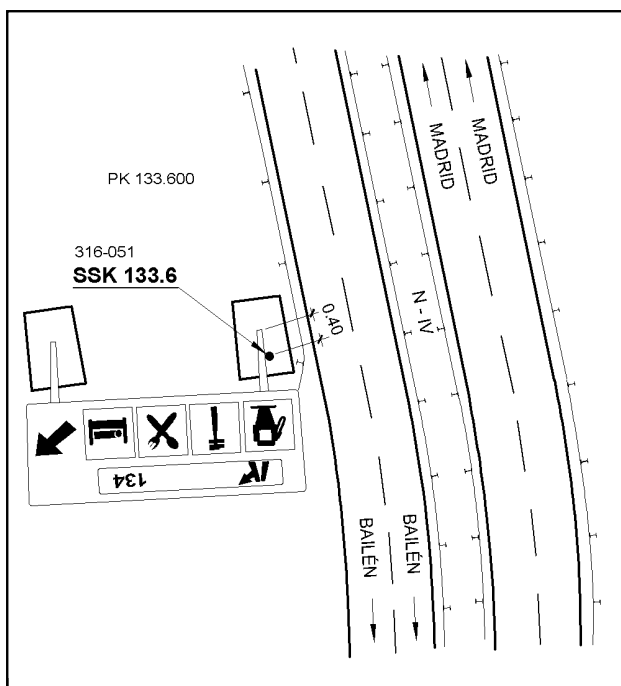 MADRID
MADRID
PK 133.600
316-051
SSK 133.6
0.40
N - IV
134
BAILÉN
BAILÉN